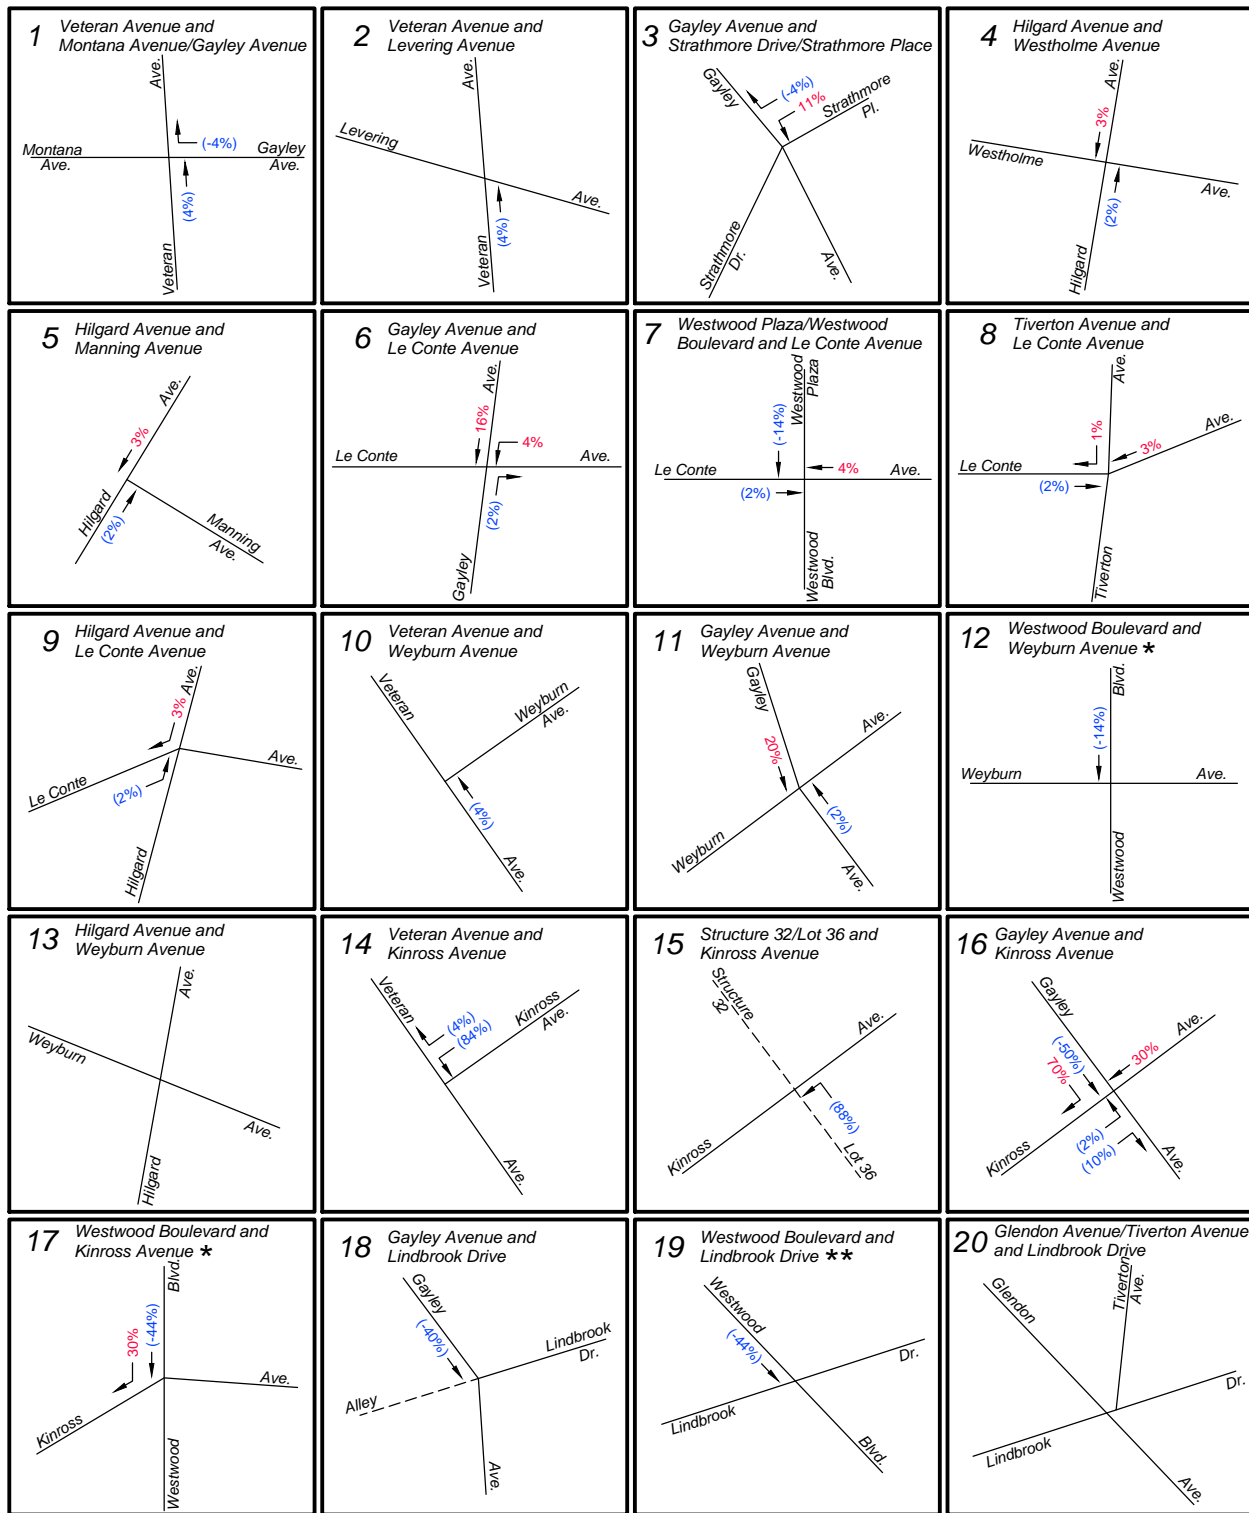 1
Veteran Avenue and
Montana Avenue/Gayley Avenue
Ave.
(-4%)
Montana
Ave.
Gayley
Ave.
(4%)
Veteran
2
Veteran Avenue and
Levering Avenue
Ave.
Levering
Ave.
(4%)
Veteran
3
Gayley Avenue and
Strathmore Drive/Strathmore Place
Gayley
(-4%)
11%
Strathmore
Pl.
Strathmore
Dr.
Ave.
4
Hilgard Avenue and
Westholme Avenue
Ave.
3%
Westholme
Ave.
(2%)
Hilgard
5
Hilgard Avenue and
Manning Avenue
Ave.
3%
Hilgard
(2%)
Manning
Ave.
6
Gayley Avenue and
Le Conte Avenue
Ave.
16%
4%
Le Conte
Ave.
(2%)
Gayley
7
Westwood Plaza/Westwood
Boulevard and Le Conte Avenue
Westwood
Plaza
(-14%)
4%
Le Conte
Ave.
(2%)
Westwood
Blvd.
8
Tiverton Avenue and
Le Conte Avenue
Ave.
1%
3%
Ave.
Le Conte
(2%)
Tiverton
9
Hilgard Avenue and
Le Conte Avenue
Ave.
3%
Ave.
Le Conte
(2%)
Hilgard
10
Veteran Avenue and
Weyburn Avenue
Veteran
Weyburn
Ave.
(4%)
Ave.
11
Gayley Avenue and
Weyburn Avenue
Gayley
Ave.
20%
(2%)
Weyburn
Ave.
12
Westwood Boulevard and
Weyburn Avenue *
Blvd.
(-14%)
Weyburn
Ave.
Westwood
13
Hilgard Avenue and
Weyburn Avenue
Ave.
Weyburn
Ave.
Hilgard
14
Veteran Avenue and
Kinross Avenue
Veteran
(4%)
(84%)
Kinross
Ave.
Ave.
15
Structure 32/Lot 36 and
Kinross Avenue
Structure
32
Ave.
(88%)
Kinross
Lot 36
16
Gayley Avenue and
Kinross Avenue
Gayley
Ave.
(-50%)
70%
30%
(2%)
(10%)
Kinross
Ave.
17
Westwood Boulevard and
Kinross Avenue *
Blvd.
30%
(-44%)
Ave.
Kinross
Westwood
18
Gayley Avenue and
Lindbrook Drive
Gayley
(-40%)
Lindbrook
Dr.
Alley
Ave.
19
Westwood Boulevard and
Lindbrook Drive **
Westwood
(-44%)
Dr.
Lindbrook
Blvd.
20
Glendon Avenue/Tiverton Avenue
and Lindbrook Drive
Glendon
Tiverton
Ave.
Dr.
Lindbrook
Ave.